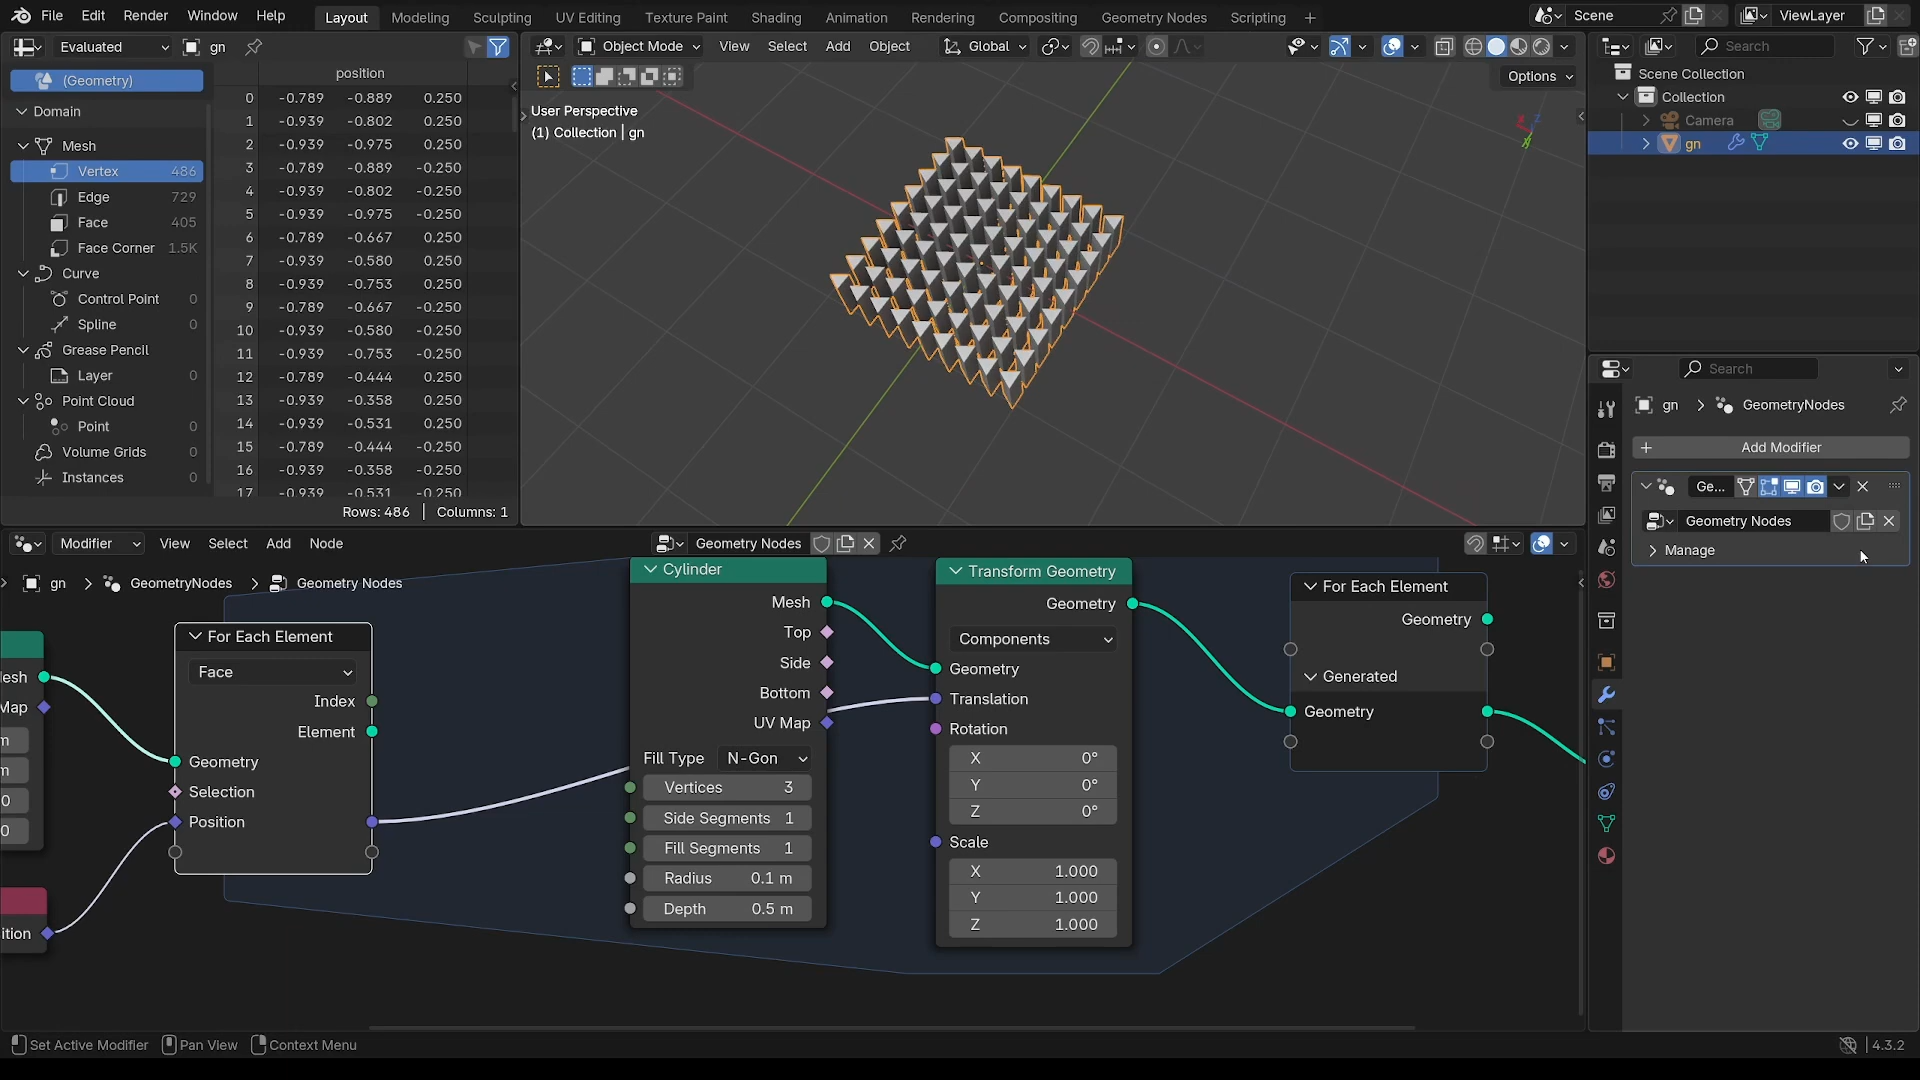 File Edit Render Window Help Layout Modeling Sculpting UV Editing Texture Paint Shading Animation Rendering Compositing Geometry Nodes Scripting + Scene ViewLayer
Evaluated gn Object Mode View Select Add Object Global Search
Options
(Geometry)
Domain
Mesh
Vertex 486
Edge 729
Face 405
Face Corner 1.5K
Curve
Control Point 0
Spline 0
Grease Pencil
Layer 0
Point Cloud
Point 0
Volume Grids
Instances 0
position
0 -0.789 -0.889 0.250
1 -0.939 -0.802 0.250
2 -0.939 -0.975 0.250
3 -0.789 -0.889 -0.250
4 -0.939 -0.802 -0.250
5 -0.939 -0.975 -0.250
6 -0.789 -0.667 0.250
7 -0.939 -0.580 0.250
8 -0.939 -0.753 0.250
9 -0.789 -0.667 -0.250
10 -0.939 -0.580 -0.250
11 -0.939 -0.753 -0.250
12 -0.789 -0.444 0.250
13 -0.939 -0.358 0.250
14 -0.939 -0.531 0.250
15 -0.789 -0.444 -0.250
16 -0.939 -0.358 -0.250
17 -0.939 -0.531 -0.250
Rows: 486 | Columns: 1
User Perspective
(1) Collection | gn
Scene Collection
Collection
Camera
gn
Search
gn > GeometryNodes
+ Add Modifier
Ge...
Geometry Nodes
Manage
Modifier View Select Add Node Geometry Nodes
gn > GeometryNodes > Geometry Nodes
esh
Map
m
m
0
0
ition
For Each Element
Face
Index
Element
Geometry
Selection
Position
Cylinder
Mesh
Top
Side
Bottom
UV Map
Fill Type N-Gon
Vertices 3
Side Segments 1
Fill Segments 1
Radius 0.1 m
Depth 0.5 m
Transform Geometry
Geometry
Components
Geometry
Translation
Rotation
X 0°
Y 0°
Z 0°
Scale
X 1.000
Y 1.000
Z 1.000
For Each Element
Geometry
Generated
Geometry
Set Active Modifier Pan View Context Menu 4.3.2